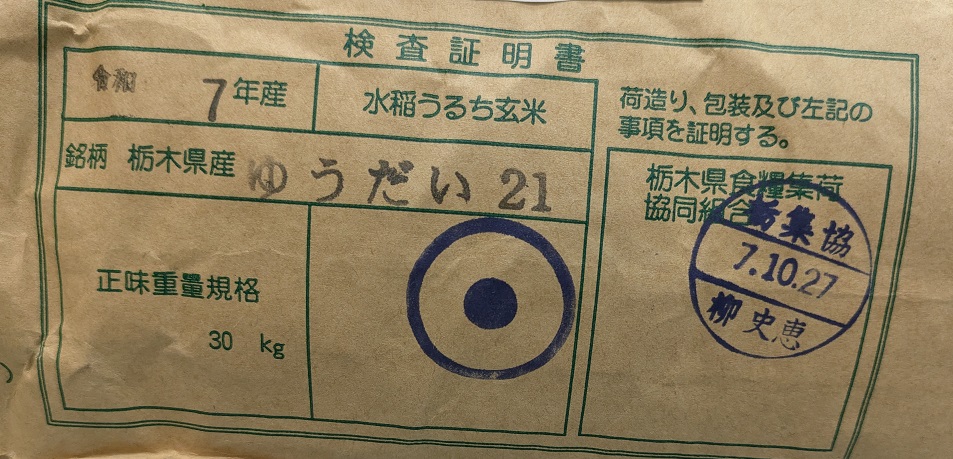 検査証明書
令和 7年産
水稲うるち玄米
銘柄 栃木県産 ゆうだい21
正味重量規格
30 kg
荷造り、包装及び左記の
事項を証明する。
栃木県食糧集荷
協同組合
栃集協
7.10.27
柳史恵